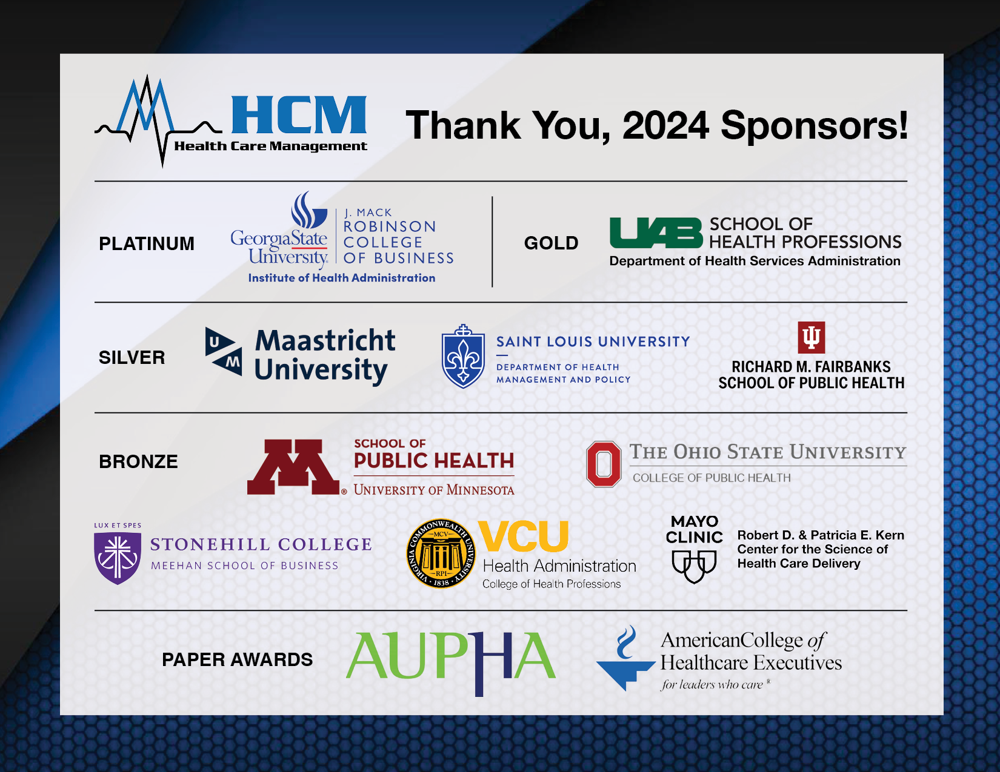 HCM
Health Care Management
Thank You, 2024 Sponsors!
PLATINUM
GeorgiaState
University
J. MACK
ROBINSON
COLLEGE
OF BUSINESS
Institute of Health Administration
GOLD
UAB
SCHOOL OF
HEALTH PROFESSIONS
Department of Health Services Administration
SILVER
U
M
Maastricht
University
SAINT LOUIS UNIVERSITY
DEPARTMENT OF HEALTH
MANAGEMENT AND POLICY
RICHARD M. FAIRBANKS
SCHOOL OF PUBLIC HEALTH
BRONZE
M®
SCHOOL OF
PUBLIC HEALTH
UNIVERSITY OF MINNESOTA
O
THE OHIO STATE UNIVERSITY
COLLEGE OF PUBLIC HEALTH
LUX ET SPES
STONEHILL COLLEGE
MEEHAN SCHOOL OF BUSINESS
VIRGINIA COMMONWEALTH UNIVERSITY
MCV
RPI
· 1838 ·
VCU
Health Administration
College of Health Professions
MAYO
CLINIC
Robert D. & Patricia E. Kern
Center for the Science of
Health Care Delivery
PAPER AWARDS
AUPHA
AmericanCollege of
Healthcare Executives
for leaders who care ®